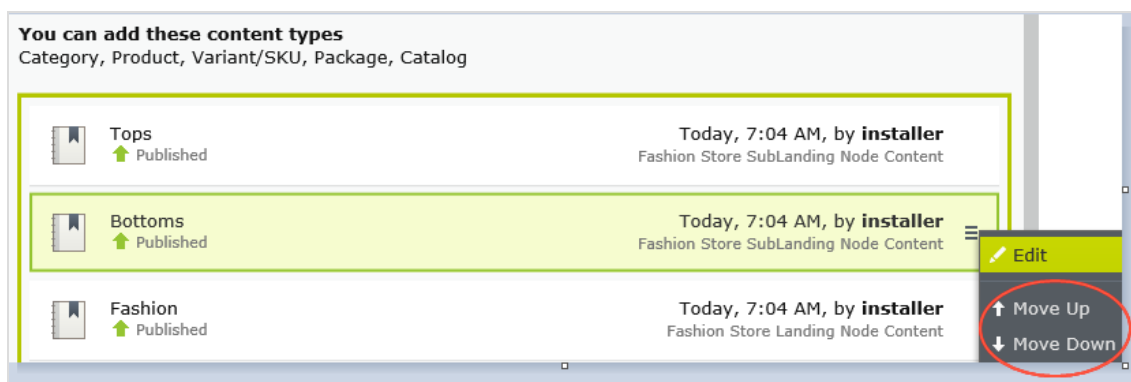 You can add these content types
Category, Product, Variant/SKU, Package, Catalog
Tops
Today, 7:04 AM, by installer
Published
Fashion Store SubLanding Node Content
Bottoms
Today, 7:04 AM, by installer
Published
Fashion Store SubLanding Node Content
Edit
Fashion
Today, 7:04 AM, by installer
Move Up
Published
Fashion Store Landing Node Content
Move Down